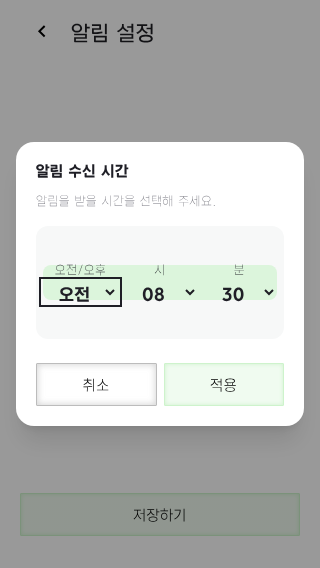 알림 설정
알림 수신 시간
알림을 받을 시간을 선택해 주세요.
오전/오후 시 분
오전 08 30
취소 적용
저장하기